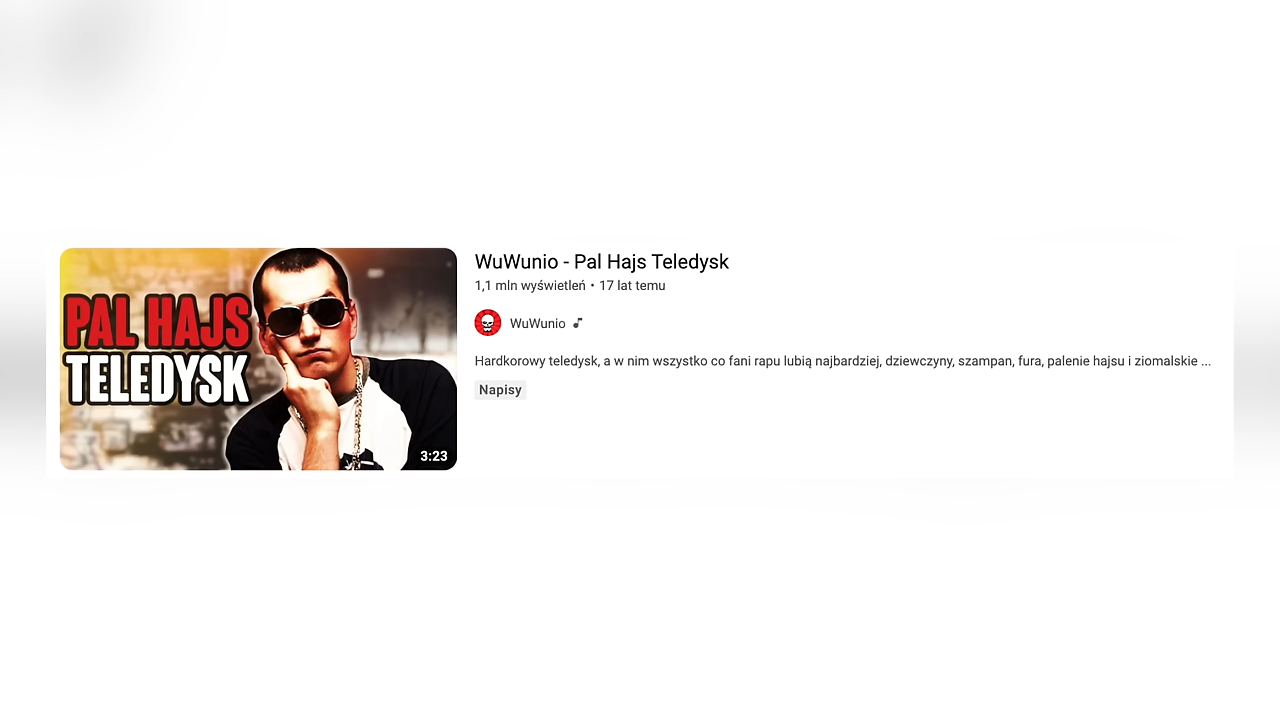 PAL HAJS
TELEDYSK
3:23
WuWunio - Pal Hajs Teledysk
1,1 mln wyświetleń • 17 lat temu
WuWunio
Hardkorowy teledysk, a w nim wszystko co fani rapu lubią najbardziej, dziewczyny, szampan, fura, palenie hajsu i ziomalskie ...
Napisy